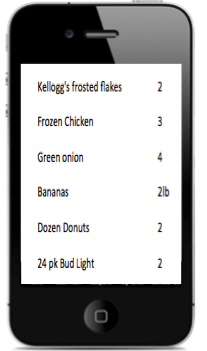 Kellogg's frosted flakes 2
Frozen Chicken 3
Green onion 4
Bananas 2lb
Dozen Donuts 2
24 pk Bud Light 2